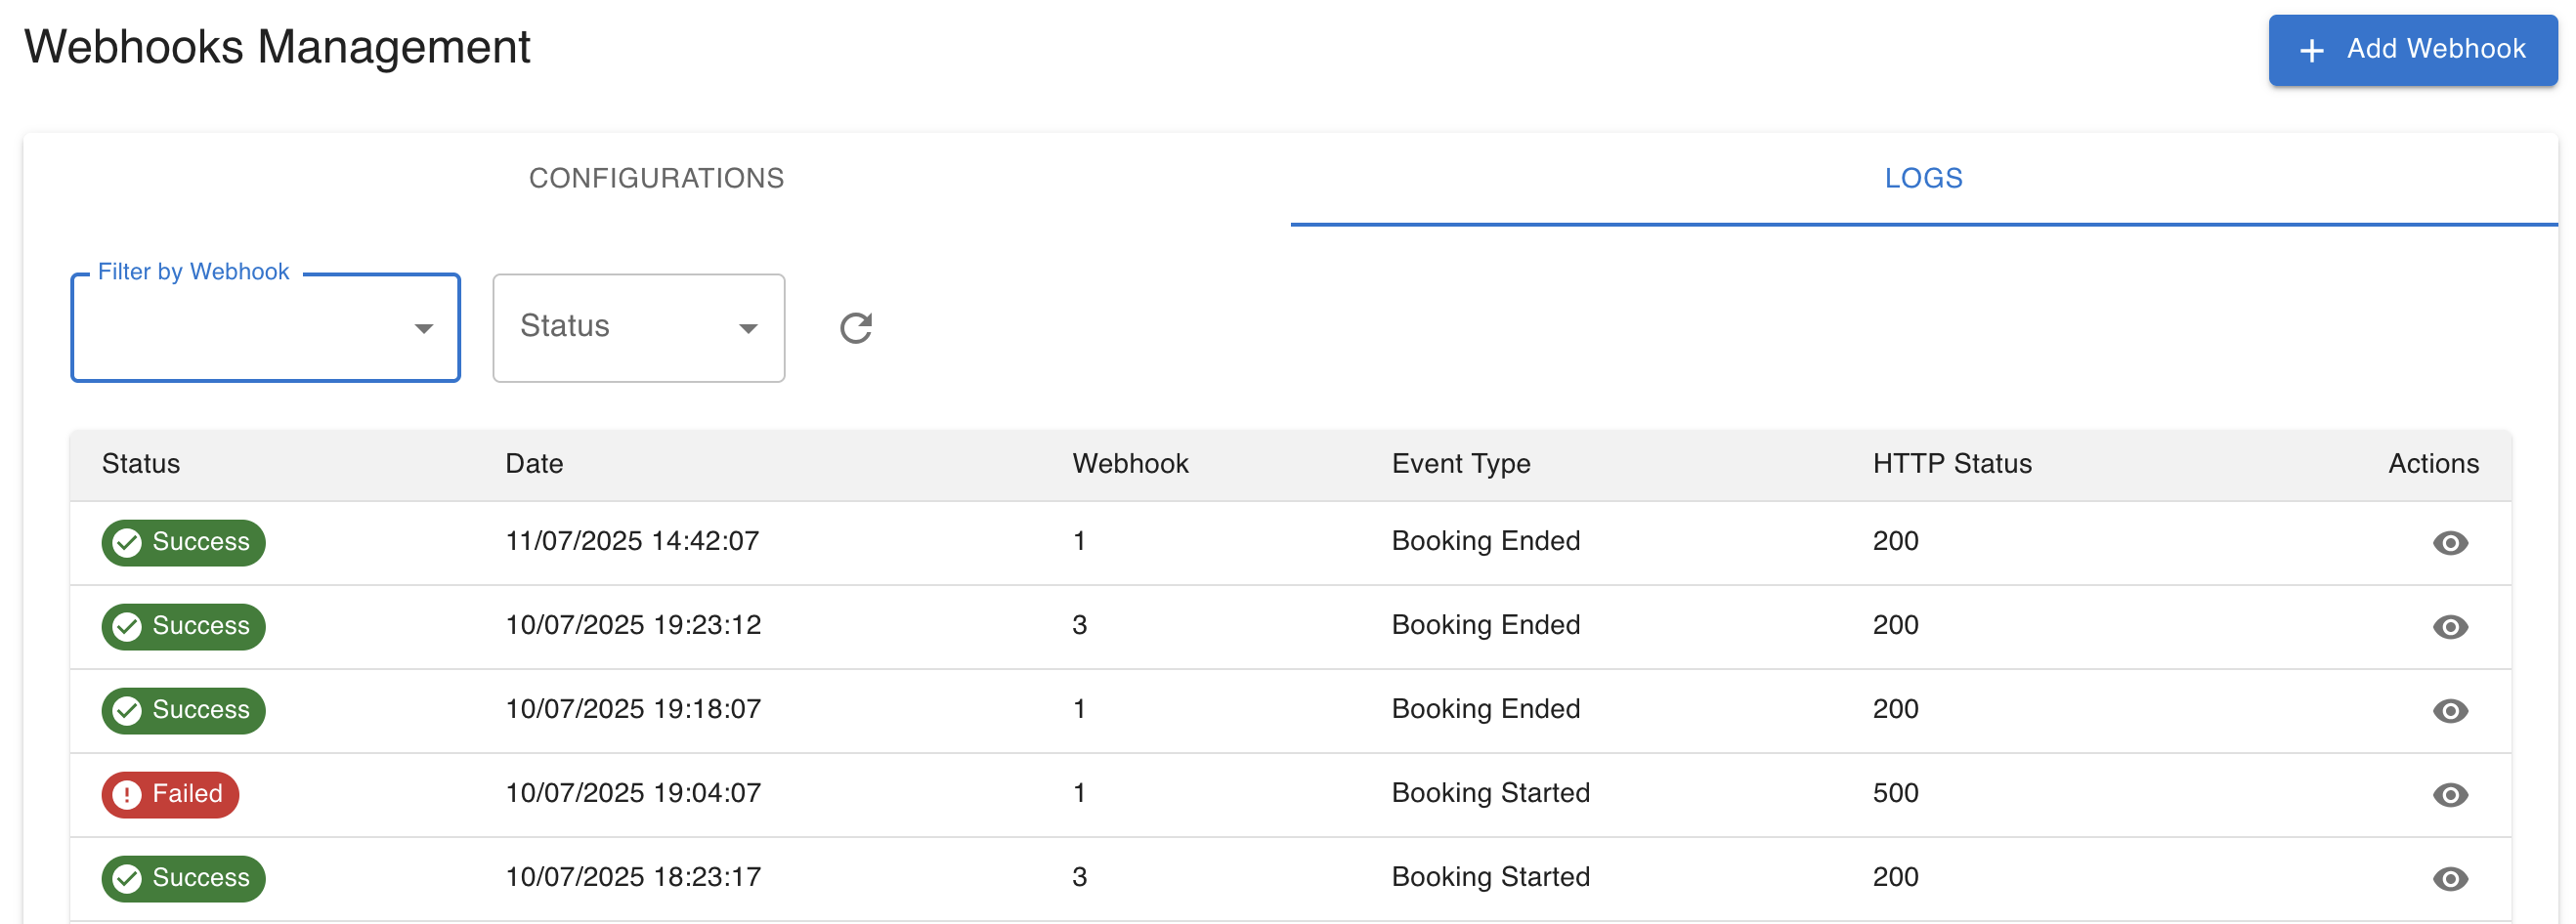 Webhooks Management
Add Webhook
CONFIGURATIONS LOGS
Filter by Webhook
Status
Status Date Webhook Event Type HTTP Status Actions
Success 11/07/2025 14:42:07 1 Booking Ended 200
Success 10/07/2025 19:23:12 3 Booking Ended 200
Success 10/07/2025 19:18:07 1 Booking Ended 200
Failed 10/07/2025 19:04:07 1 Booking Started 500
Success 10/07/2025 18:23:17 3 Booking Started 200